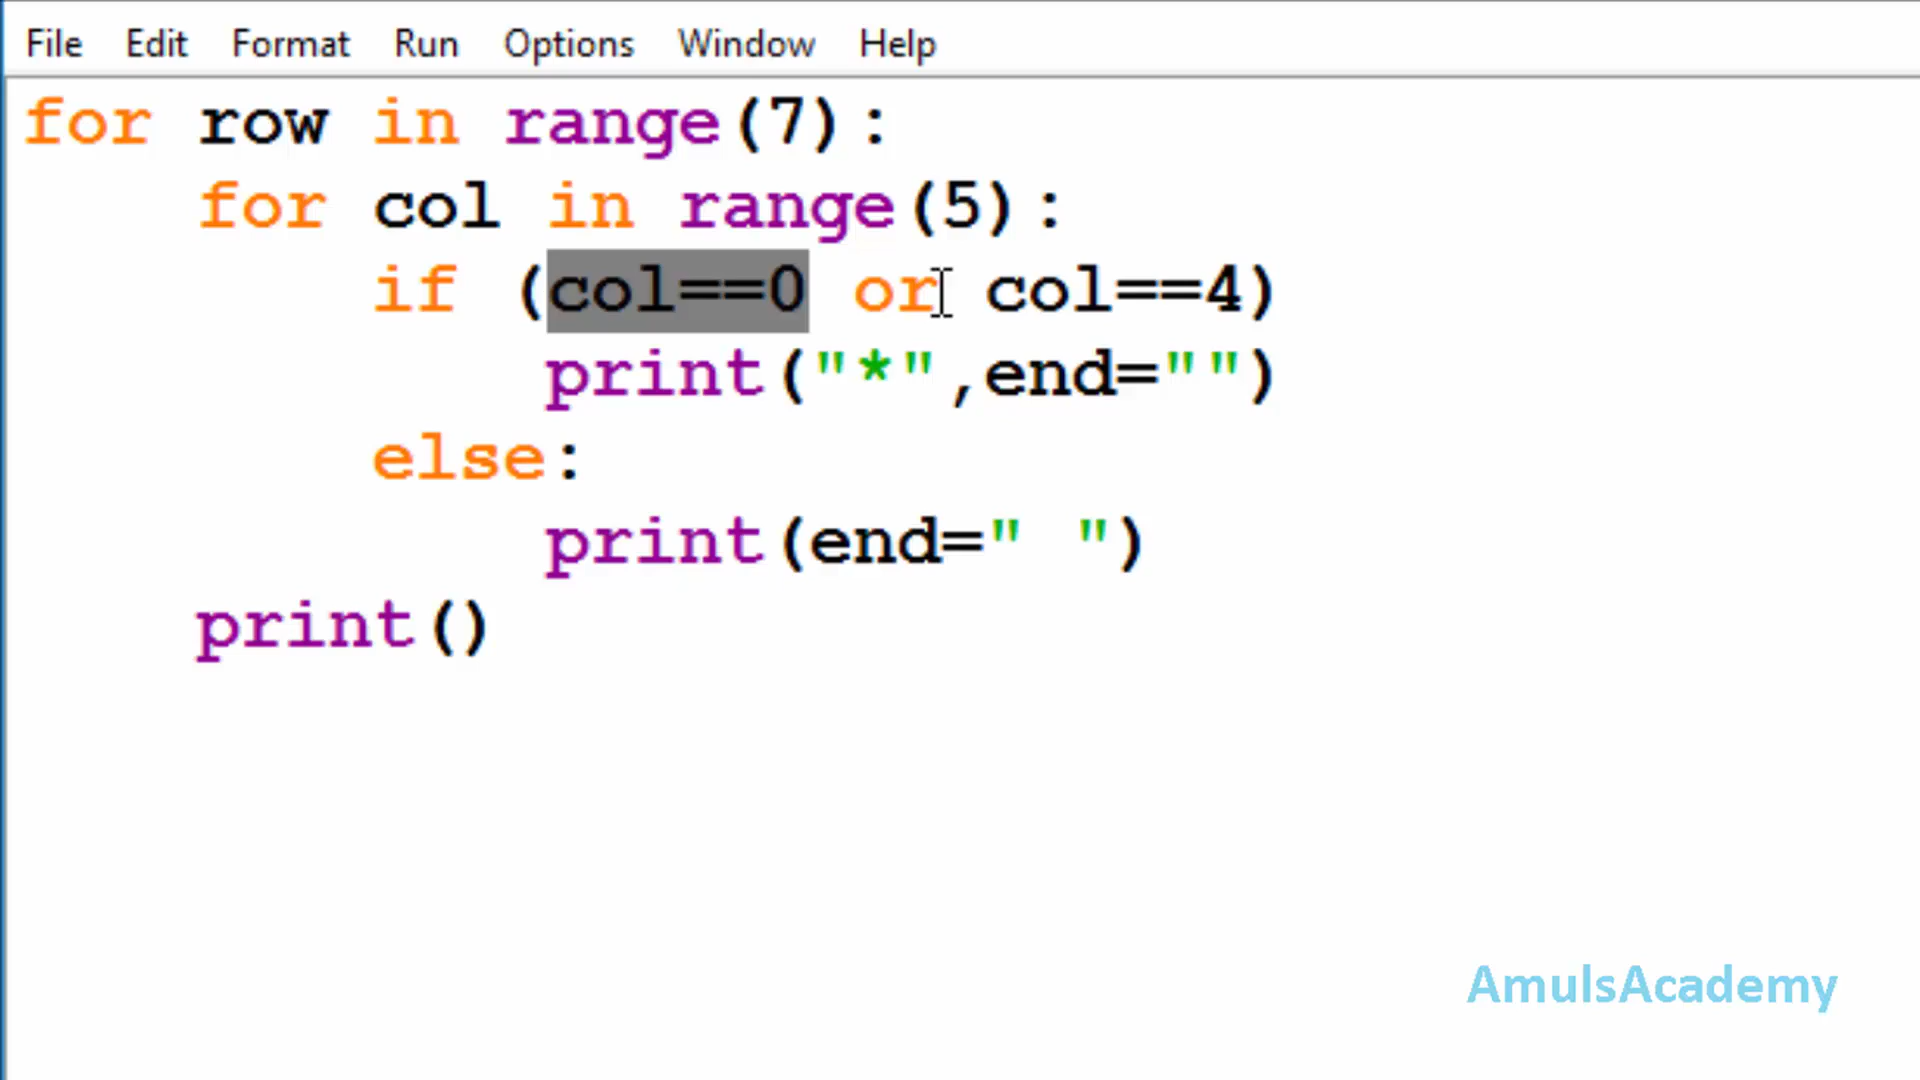 File Edit Format Run Options Window Help
for row in range(7):
    for col in range(5):
        if (col==0 or col==4)
            print("*",end="")
        else:
            print(end=" ")
    print()
AmulsAcademy